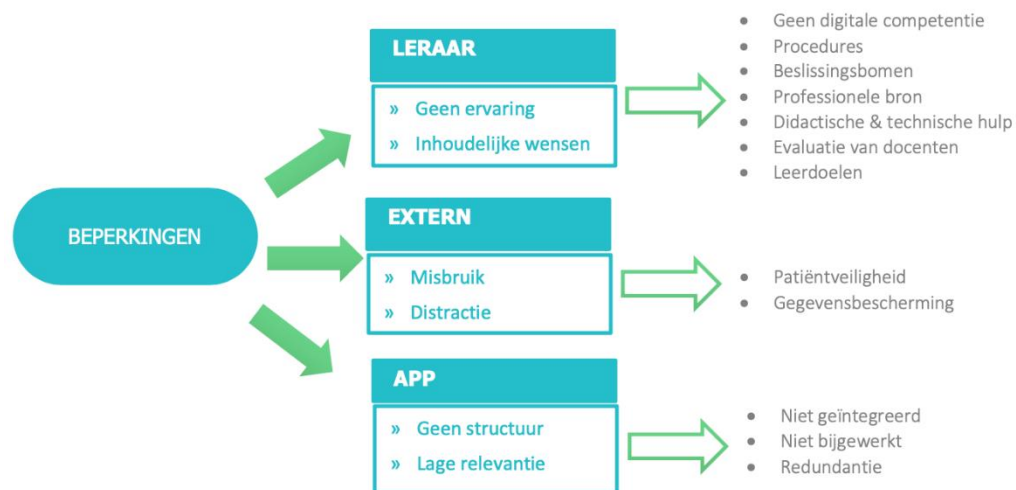 BEPERKINGEN
LERAAR
» Geen ervaring
» Inhoudelijke wensen
• Geen digitale competentie
• Procedures
• Beslissingsbomen
• Professionele bron
• Didactische & technische hulp
• Evaluatie van docenten
• Leerdoelen
EXTERN
» Misbruik
» Distractie
• Patiëntveiligheid
• Gegevensbescherming
APP
» Geen structuur
» Lage relevantie
• Niet geïntegreerd
• Niet bijgewerkt
• Redundantie